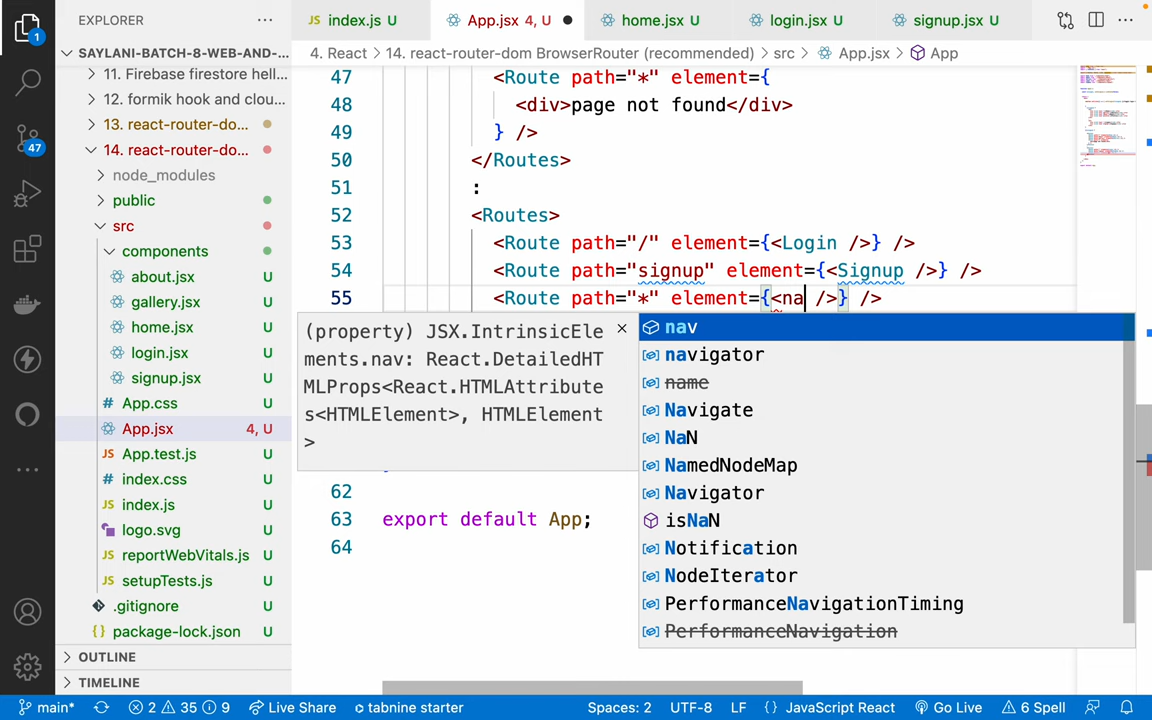 1
47
EXPLORER
...
SAYLANI-BATCH-8-WEB-AND-...
11. Firebase firestore hell...
12. formik hook and clou...
13. react-router-do...
14. react-router-do...
node_modules
public
src
components
about.jsx U
gallery.jsx U
home.jsx U
login.jsx U
signup.jsx U
App.css U
App.jsx 4, U
App.test.js U
index.css U
index.js U
logo.svg U
reportWebVitals.js U
setupTests.js U
.gitignore U
package-lock.json U
OUTLINE
TIMELINE
JS index.js U
App.jsx 4, U
home.jsx U
login.jsx U
signup.jsx U
4. React > 14. react-router-dom BrowserRouter (recommended) > src > App.jsx > App
47 <Route path="*" element={
48 <div>page not found</div>
49 } />
50 </Routes>
51 :
52 <Routes>
53 <Route path="/" element={<Login />} />
54 <Route path="signup" element={<Signup />} />
55 <Route path="*" element={<na />} />
(property) JSX.IntrinsicEle
ments.nav: React.DetailedHT
MLProps<React.HTMLAttribute
s<HTMLElement>, HTMLElement
>
nav
navigator
name
Navigate
NaN
NamedNodeMap
Navigator
isNaN
Notification
NodeIterator
PerformanceNavigationTiming
PerformanceNavigation
62
63 export default App;
64
main* 2 35 9 Live Share tabnine starter Spaces: 2 UTF-8 LF {} JavaScript React Go Live 6 Spell